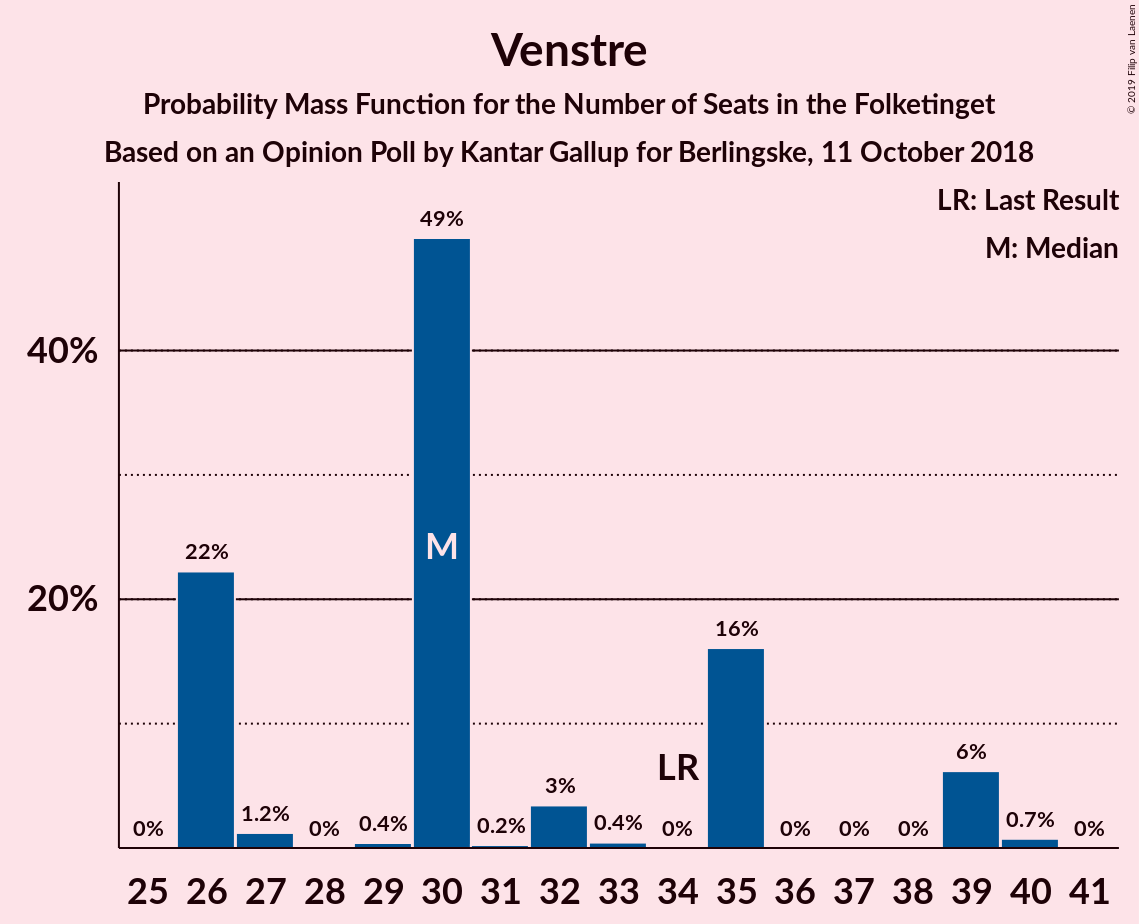 Venstre
Probability Mass Function for the Number of Seats in the Folketinget
Based on an Opinion Poll by Kantar Gallup for Berlingske, 11 October 2018
© 2019 Filip van Laenen
LR: Last Result
M: Median
40%
20%
0%
22%
1.2%
0%
0.4%
49%
M
0.2%
3%
0.4%
LR
0%
16%
0%
0%
0%
6%
0.7%
0%
25 26 27 28 29 30 31 32 33 34 35 36 37 38 39 40 41